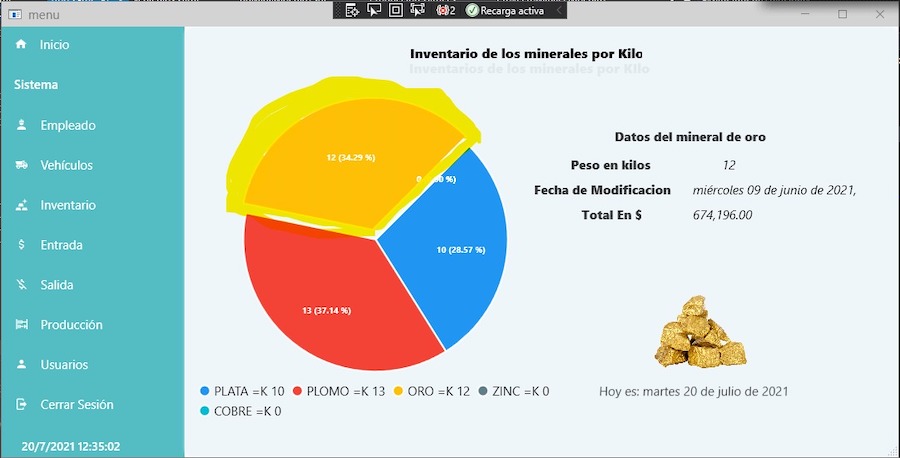 menu
2
Recarga activa
Inicio
Sistema
Empleado
Vehículos
Inventario
Entrada
Salida
Producción
Usuarios
Cerrar Sesión
20/7/2021 12:35:02
Inventario de los minerales por Kilo
Inventarios de los minerales por Kilo
12 (34.29 %)
10 (28.57 %)
13 (37.14 %)
PLATA =K 10
PLOMO =K 13
ORO =K 12
ZINC =K 0
COBRE =K 0
Datos del mineral de oro
Peso en kilos 12
Fecha de Modificacion miércoles 09 de junio de 2021,
Total En $ 674,196.00
Hoy es: martes 20 de julio de 2021